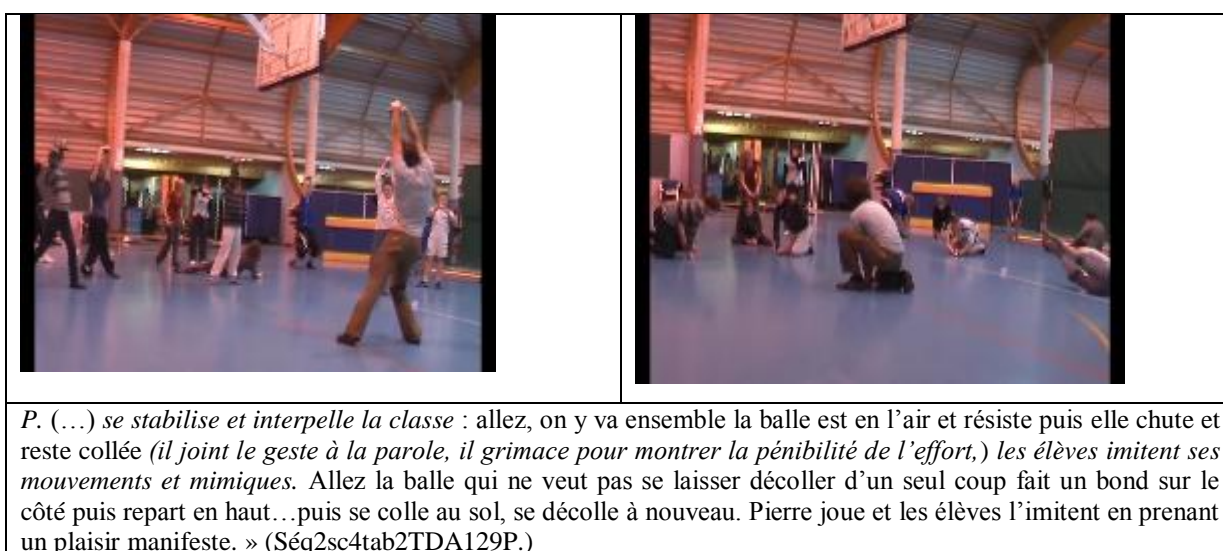 P. (…) se stabilise et interpelle la classe : allez, on y va ensemble la balle est en l’air et résiste puis elle chute et
reste collée (il joint le geste à la parole, il grimace pour montrer la pénibilité de l’effort,) les élèves imitent ses
mouvements et mimiques. Allez la balle qui ne veut pas se laisser décoller d’un seul coup fait un bond sur le
côté puis repart en haut…puis se colle au sol, se décolle à nouveau. Pierre joue et les élèves l’imitent en prenant
un plaisir manifeste. » (Séq2sc4tab2TDA129P.)